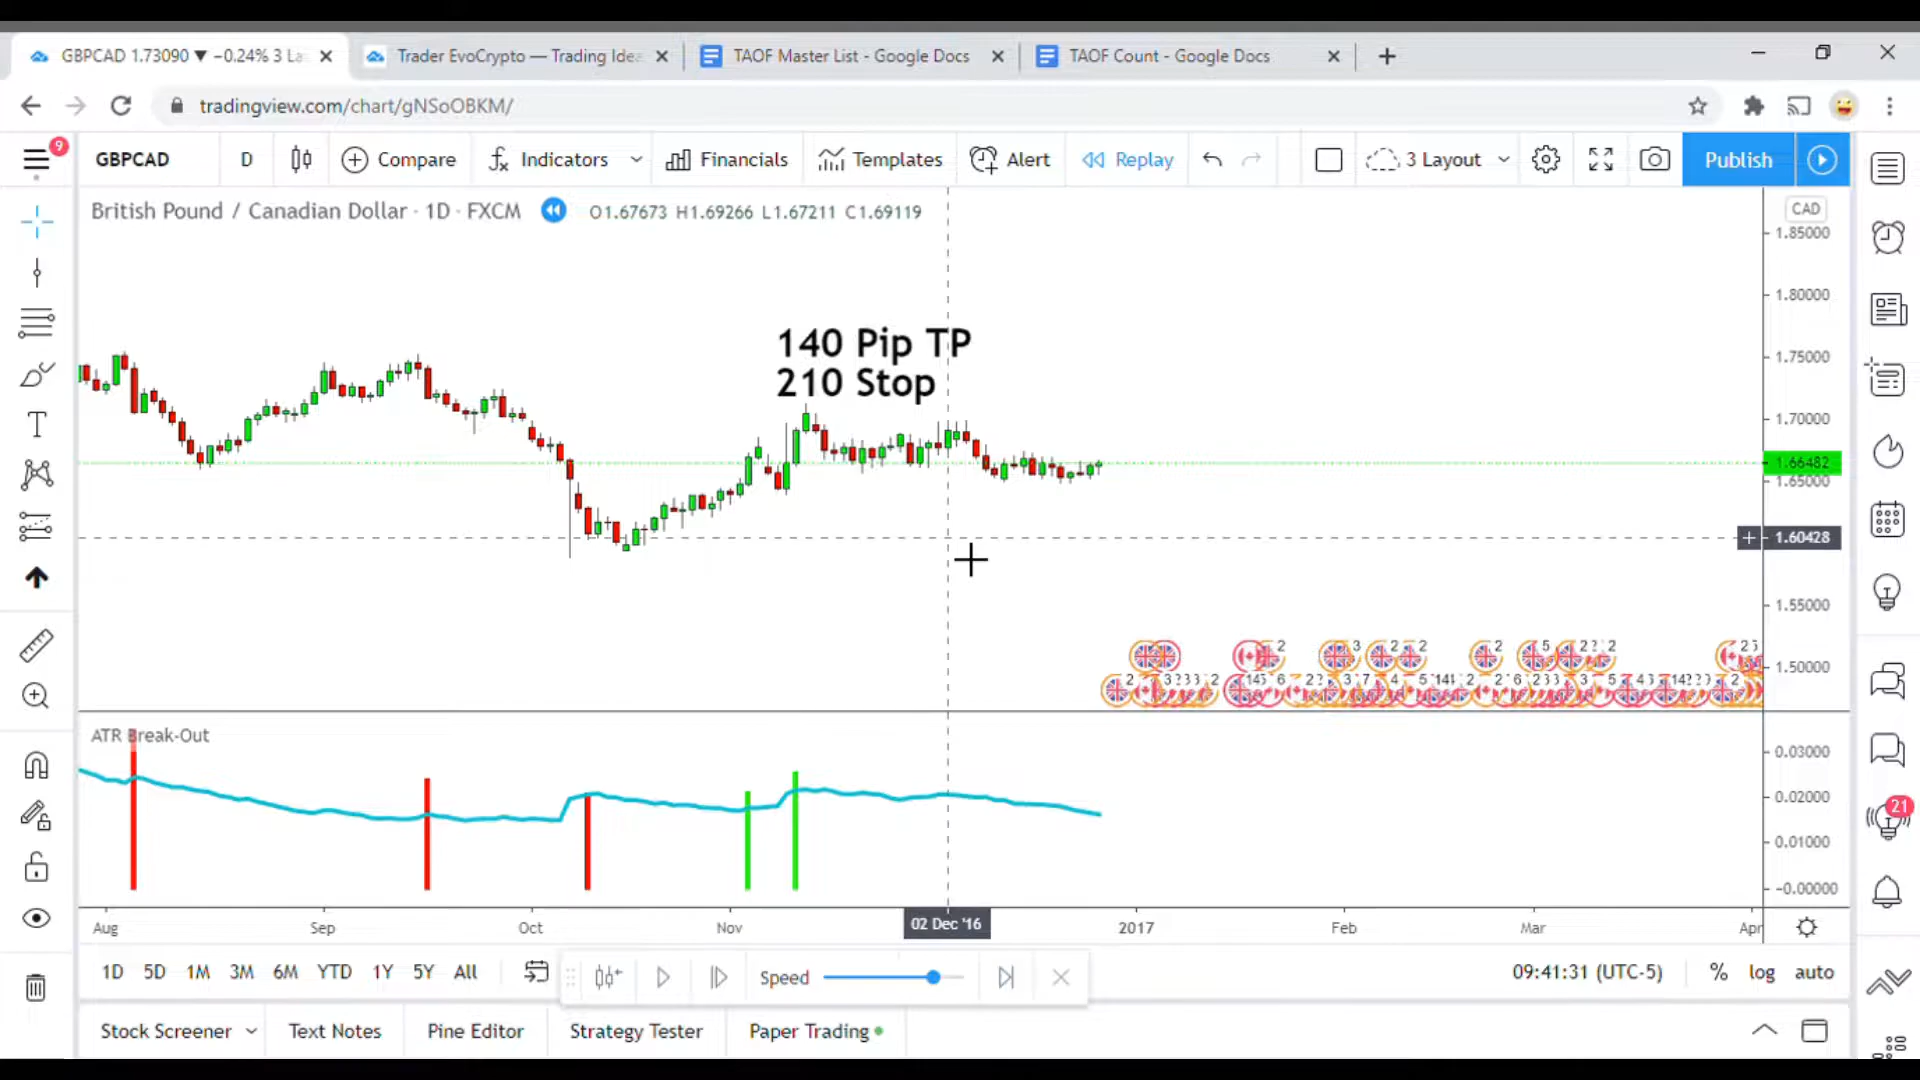 GBPCAD 1.73090 ▼ −0.24% 3 La
Trader EvoCrypto — Trading Idea
TAOF Master List - Google Docs
TAOF Count - Google Docs
tradingview.com/chart/gNSoOBKM/
9
GBPCAD
D
Compare
Indicators
Financials
Templates
Alert
Replay
3 Layout
Publish
British Pound / Canadian Dollar · 1D · FXCM
O1.67673 H1.69266 L1.67211 C1.69119
CAD
1.85000
1.80000
1.75000
1.70000
1.66482
1.65000
1.60428
1.55000
1.50000
140 Pip TP
210 Stop
ATR Break-Out
0.03000
0.02000
0.01000
-0.00000
21
Aug
Sep
Oct
Nov
02 Dec '16
2017
Feb
Mar
Apr
1D 5D 1M 3M 6M YTD 1Y 5Y All
Speed
09:41:31 (UTC-5)
% log auto
Stock Screener
Text Notes
Pine Editor
Strategy Tester
Paper Trading